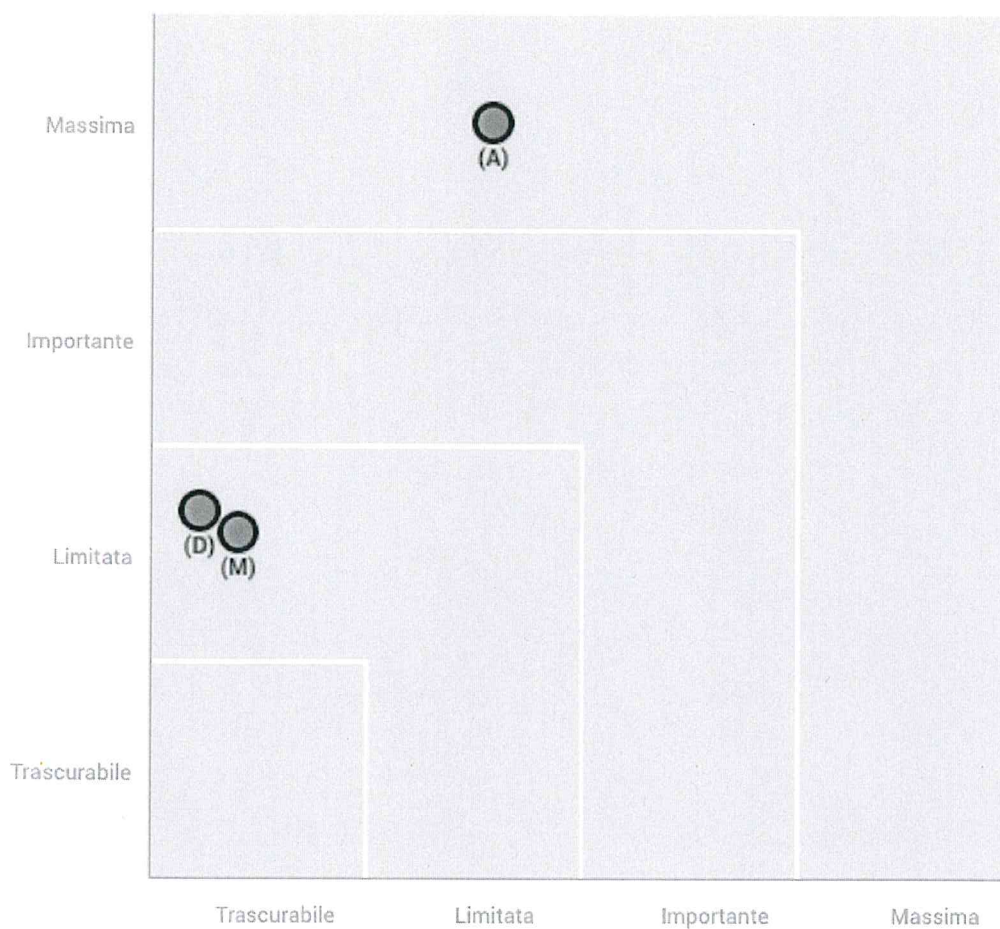 Massima
(A)
Importante
(D)
Limitata
(M)
Trascurabile
Trascurabile Limitata Importante Massima